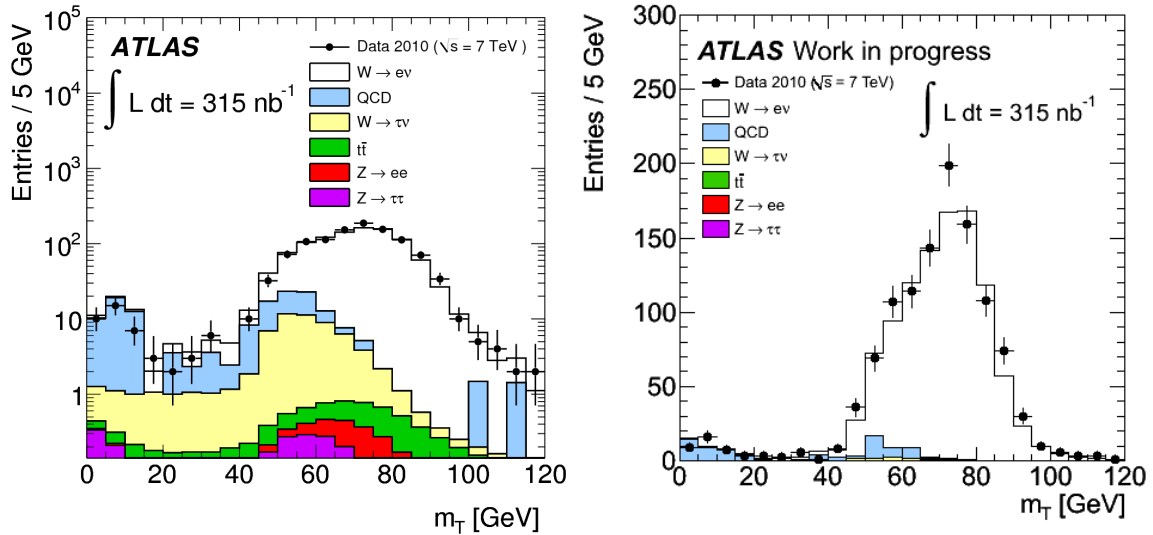 ATLAS
∫ L dt = 315 nb⁻¹
Data 2010 (√s = 7 TeV )
W → eν
QCD
W → τν
tt̄
Z → ee
Z → ττ
Entries / 5 GeV
10⁵
10⁴
10³
10²
10
1
0 20 40 60 80 100 120
m_T [GeV]
ATLAS Work in progress
Data 2010 (√s = 7 TeV)
∫ L dt = 315 nb⁻¹
W → eν
QCD
W → τν
tt̄
Z → ee
Z → ττ
Entries / 5 GeV
300
250
200
150
100
50
0
0 20 40 60 80 100 120
m_T [GeV]